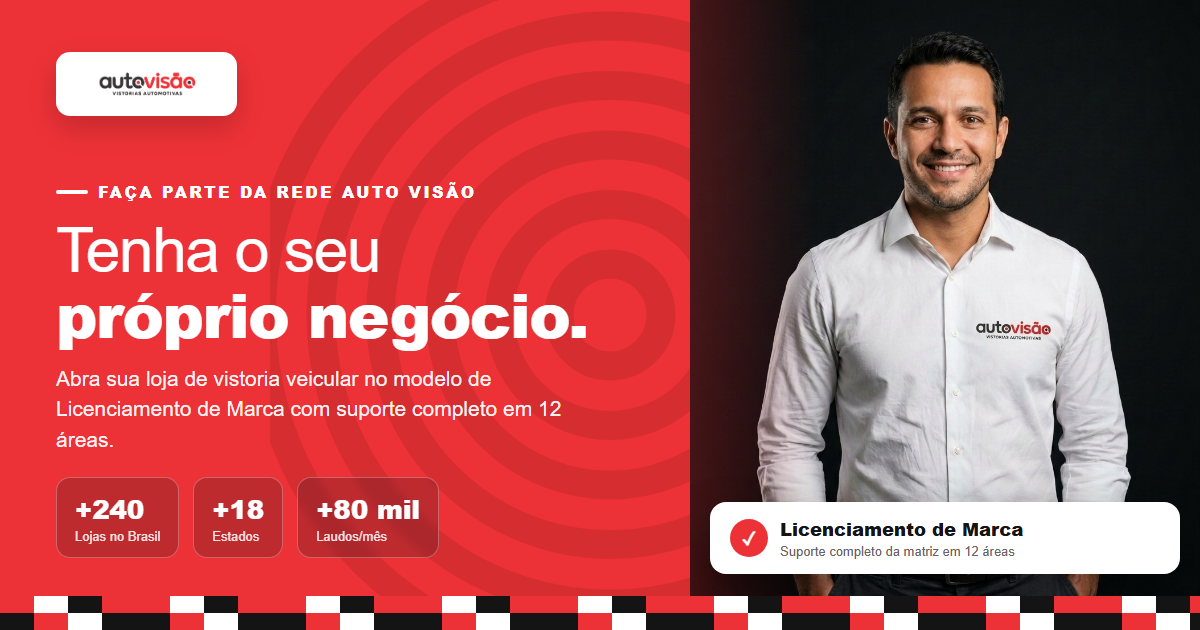 autovisão
VISTORIAS AUTOMOTIVAS
FAÇA PARTE DA REDE AUTO VISÃO
Tenha o seu
próprio negócio.
Abra sua loja de vistoria veicular no modelo de
Licenciamento de Marca com suporte completo em 12
áreas.
+240
Lojas no Brasil
+18
Estados
+80 mil
Laudos/mês
autovisão
VISTORIAS AUTOMOTIVAS
Licenciamento de Marca
Suporte completo da matriz em 12 áreas